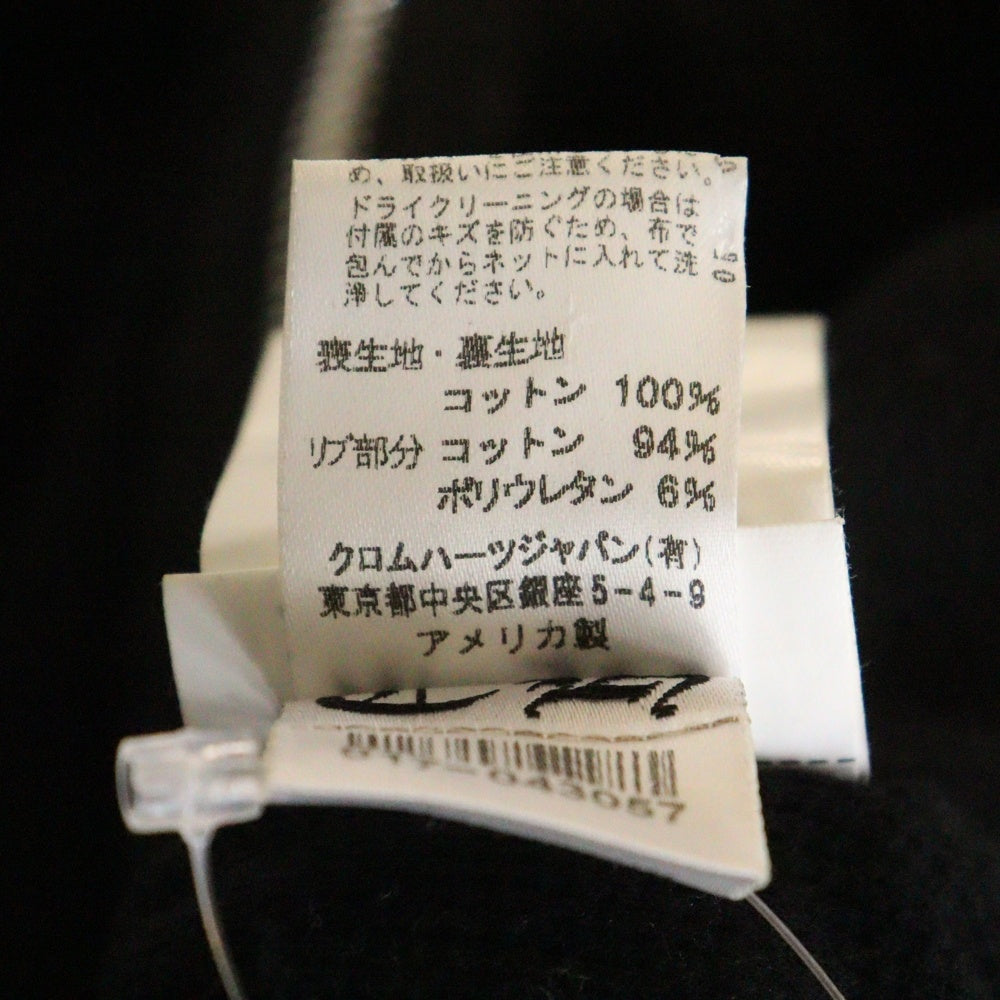 め、取扱いにご注意ください。
ドライクリーニングの場合は
付属のキズを防ぐため、布で
包んでからネットに入れて洗
浄してください。
表生地・裏生地
コットン 100%
リブ部分 コットン 94%
ポリウレタン 6%
クロムハーツジャパン(有)
東京都中央区銀座5-4-9
アメリカ製
017-043057